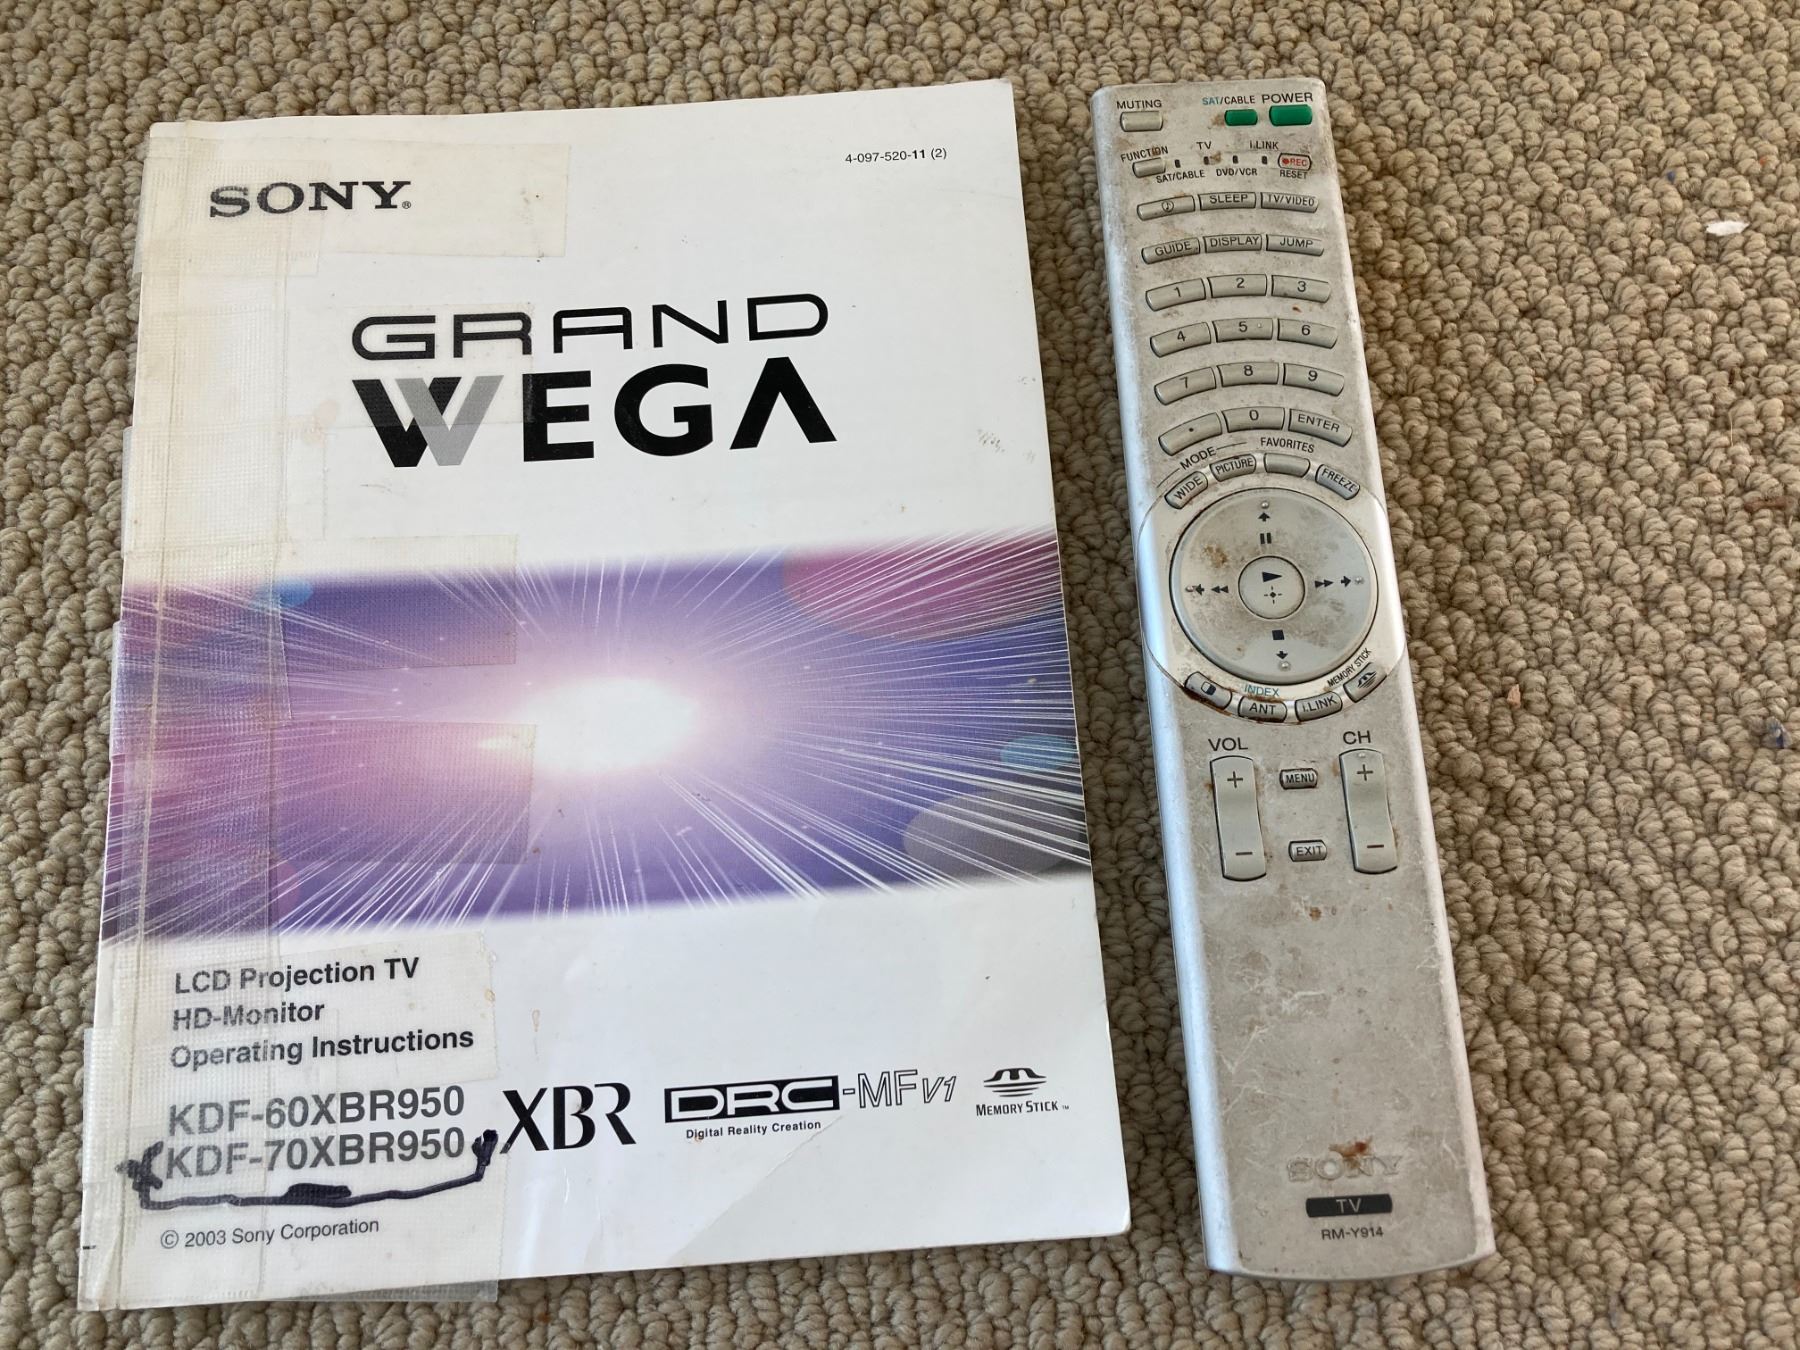 4-097-520-11 (2)
SONY®
GRAND
WEGA
LCD Projection TV
HD-Monitor
Operating Instructions
KDF-60XBR950
KDF-70XBR950
XBR
DRC-MFV1
Digital Reality Creation
MEMORY STICK™
© 2003 Sony Corporation
MUTING SAT/CABLE POWER
FUNCTION TV i.LINK REC
SAT/CABLE DVD/VCR RESET
SLEEP TV/VIDEO
GUIDE DISPLAY JUMP
1 2 3
4 5 6
7 8 9
• 0 ENTER
MODE FAVORITES
WIDE PICTURE FREEZE
INDEX MEMORY STICK
ANT i.LINK
VOL CH
+ MENU +
- EXIT -
SONY
TV
RM-Y914